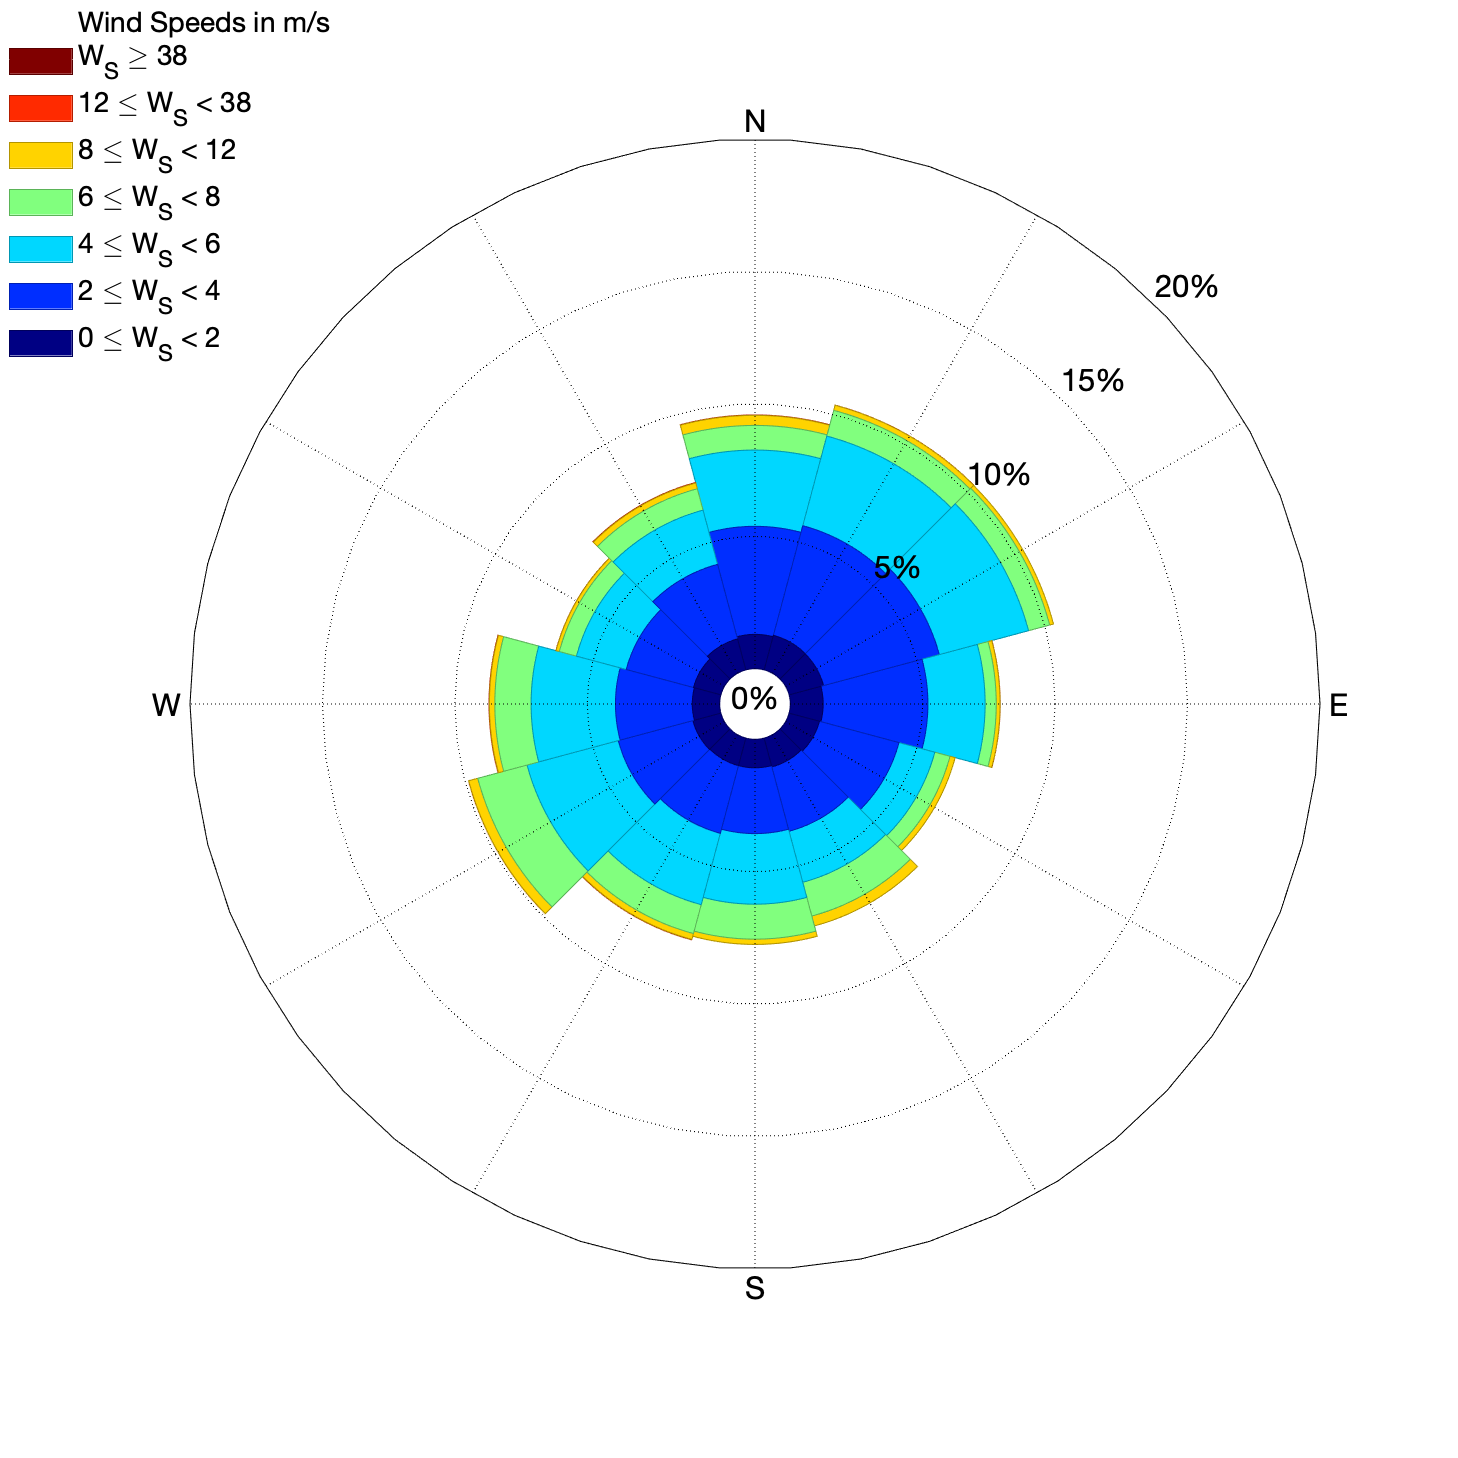 Wind Speeds in m/s
W_S ≥ 38
12 ≤ W_S < 38
8 ≤ W_S < 12
6 ≤ W_S < 8
4 ≤ W_S < 6
2 ≤ W_S < 4
0 ≤ W_S < 2
N
20%
15%
10%
5%
0%
W
E
S